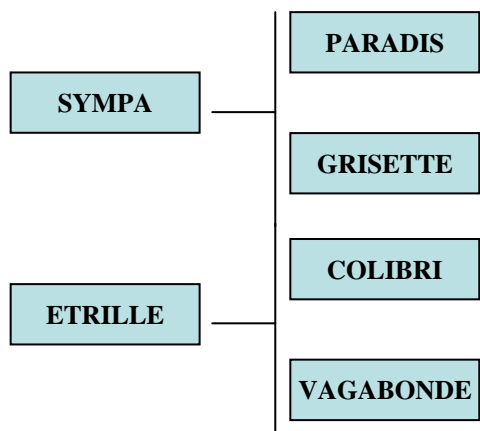 PARADIS
SYMPA
GRISETTE
COLIBRI
ETRILLE
VAGABONDE